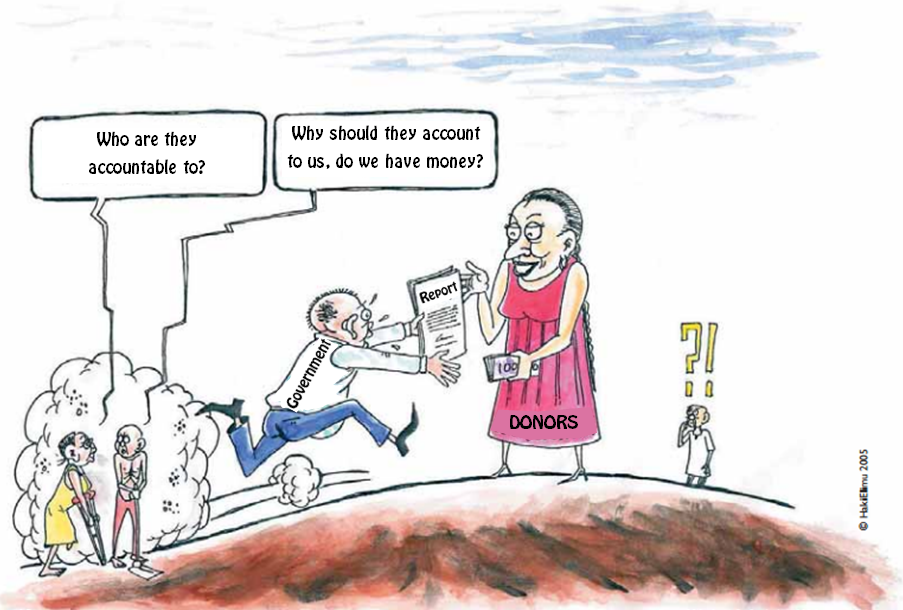 Who are they
accountable to?
Why should they account
to us, do we have money?
Report
Government
100
DONORS
?!
© HakiElimu 2005